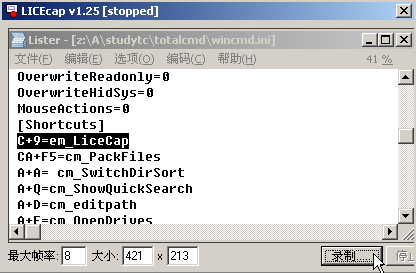 LICEcap v1.25 [stopped]
Lister - [z:\A\studytc\totalcmd\wincmd.ini]
文件(F) 编辑(E) 选项(O) 编码(C) 帮助(H) 41 %
OverwriteReadonly=0
OverwriteHidSys=0
MouseActions=0
[Shortcuts]
C+9=em_LiceCap
CA+F5=cm_PackFiles
A+A= cm_SwitchDirSort
A+Q=cm_ShowQuickSearch
A+D=cm_editpath
A+E=cm_OpenDrives
最大帧率: 8 大小: 421 x 213 录制... 停